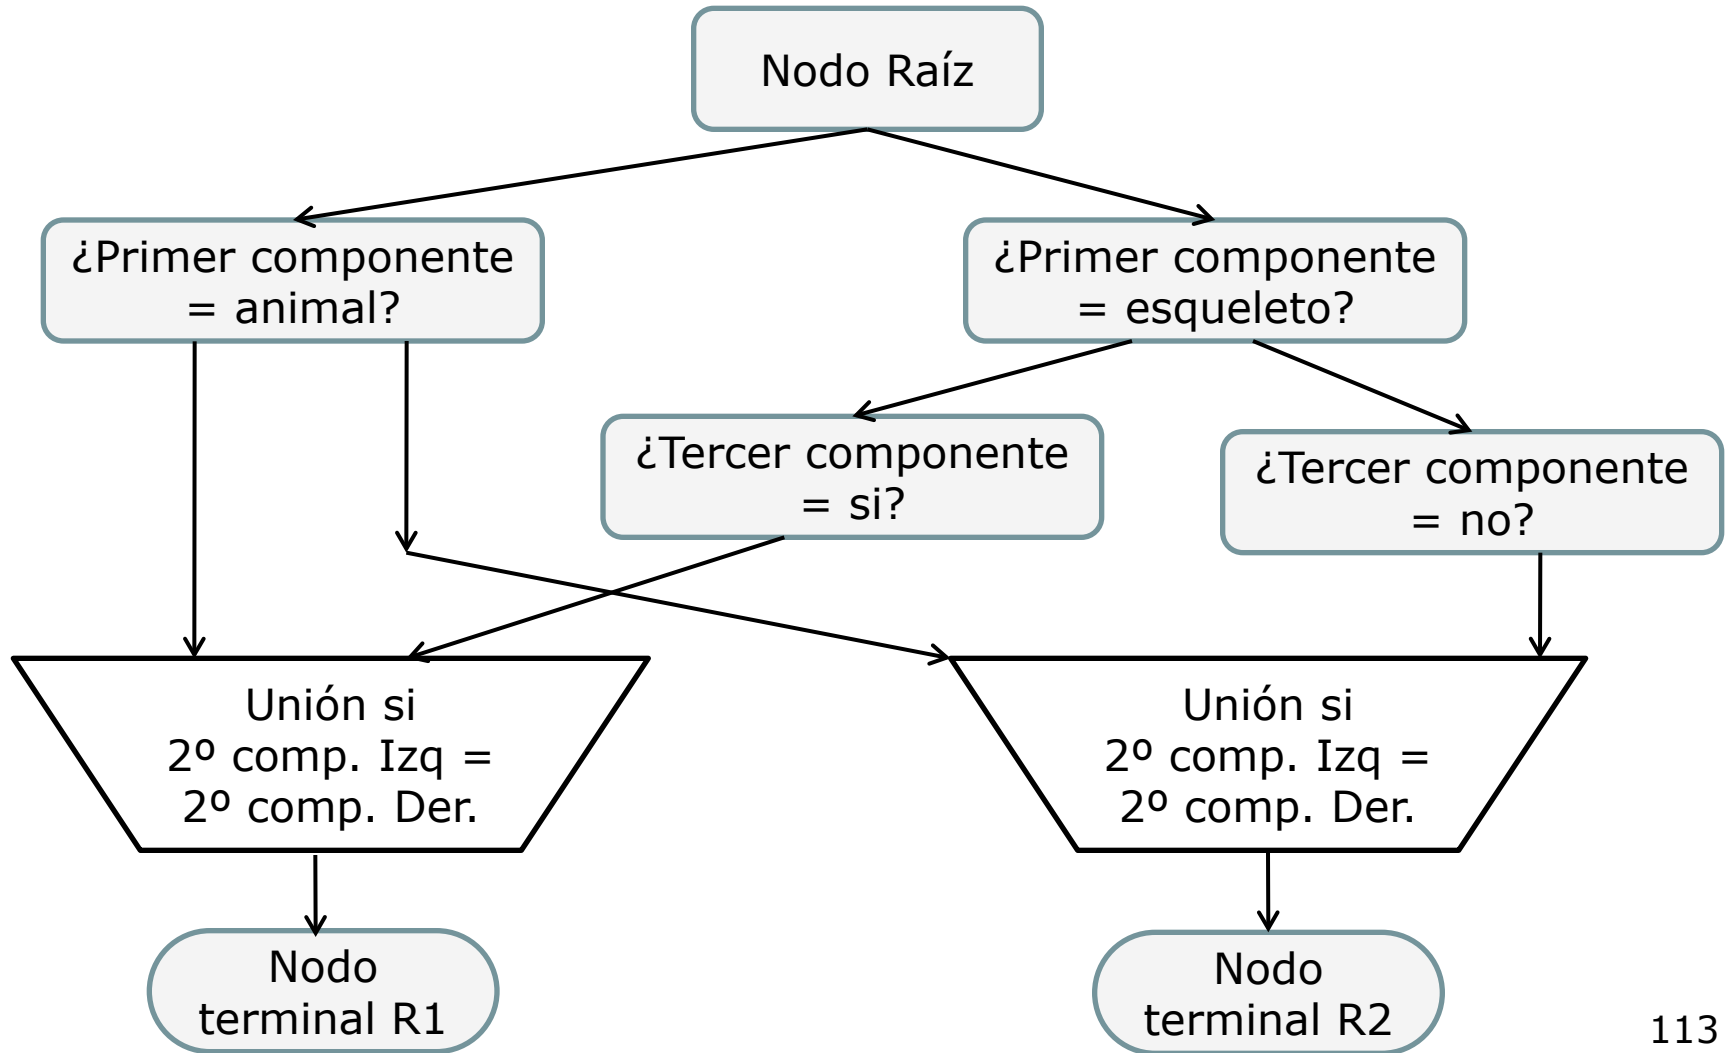 Nodo Raíz
¿Primer componente
= animal?
¿Primer componente
= esqueleto?
¿Tercer componente
= si?
¿Tercer componente
= no?
Unión si
2º comp. Izq =
2º comp. Der.
Unión si
2º comp. Izq =
2º comp. Der.
Nodo
terminal R1
Nodo
terminal R2
113